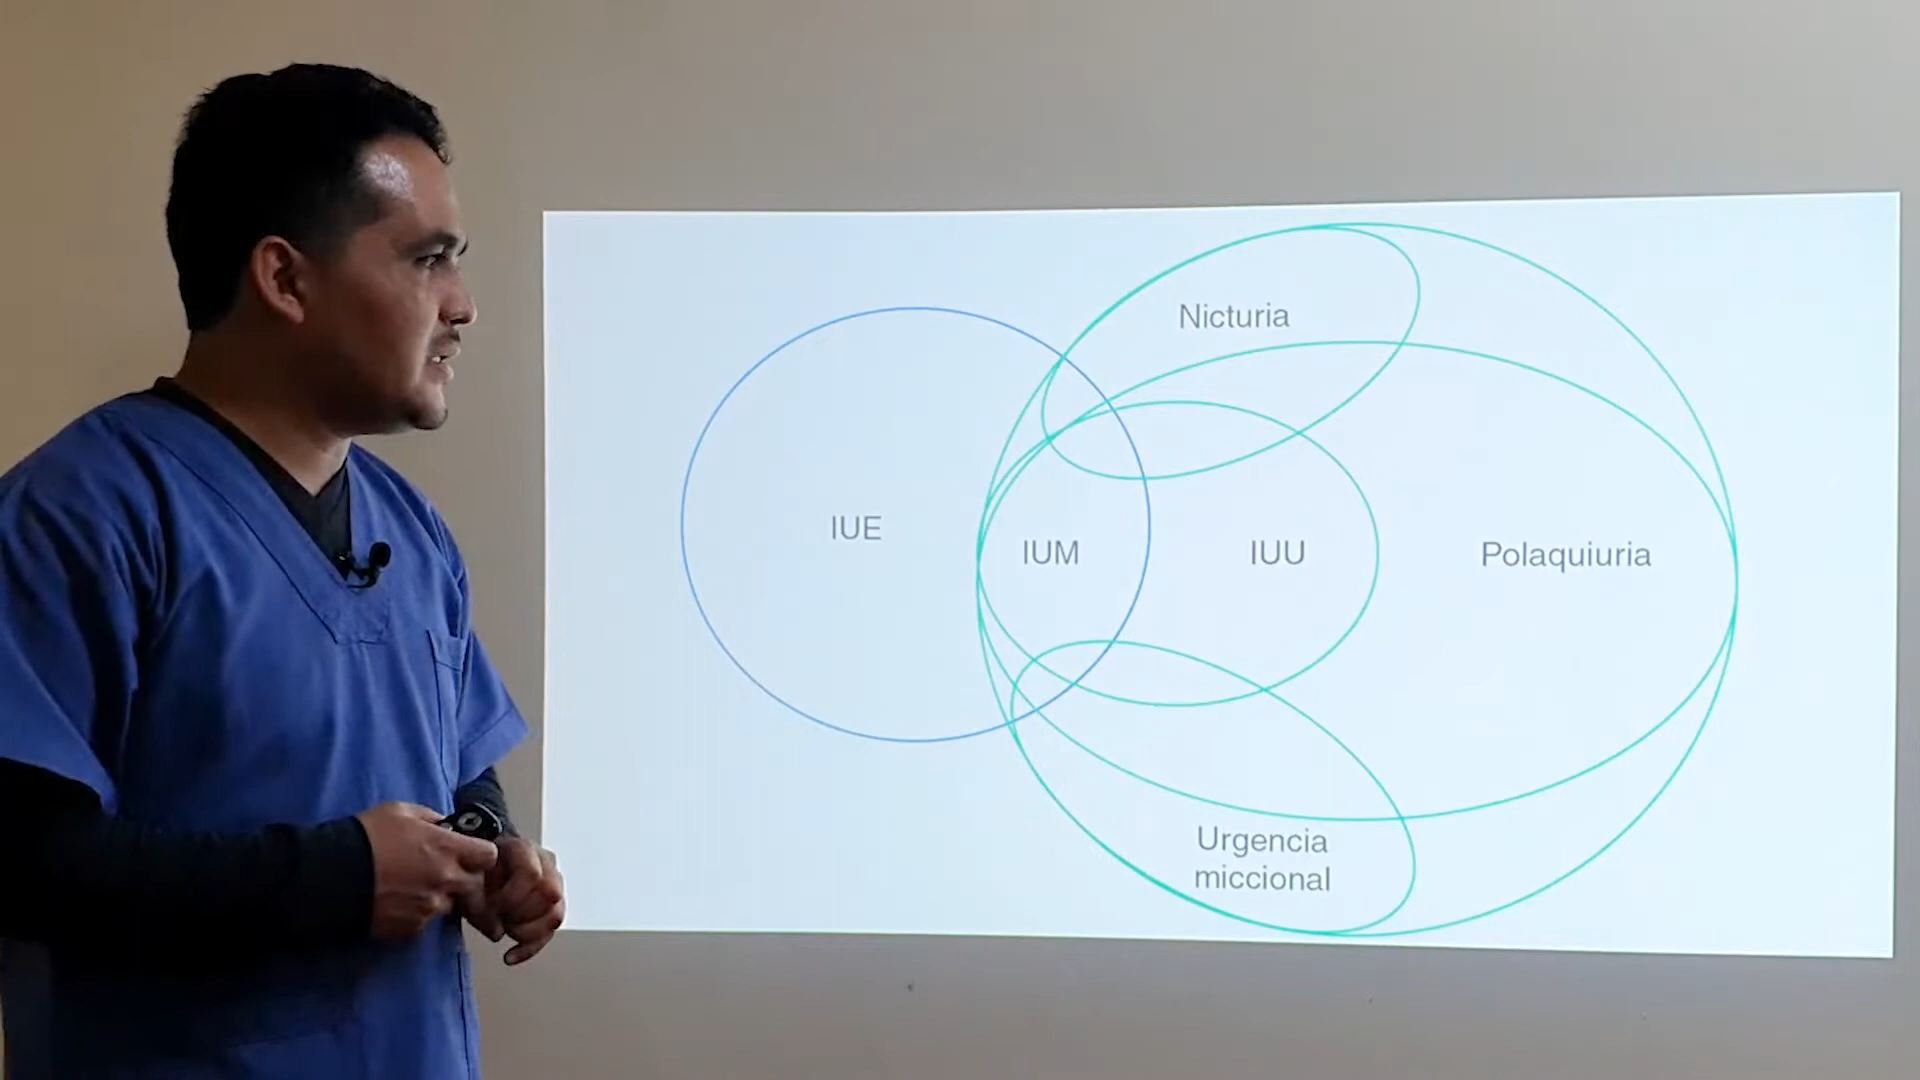 Nicturia
IUE
IUM
IUU
Polaquiuria
Urgencia
miccional